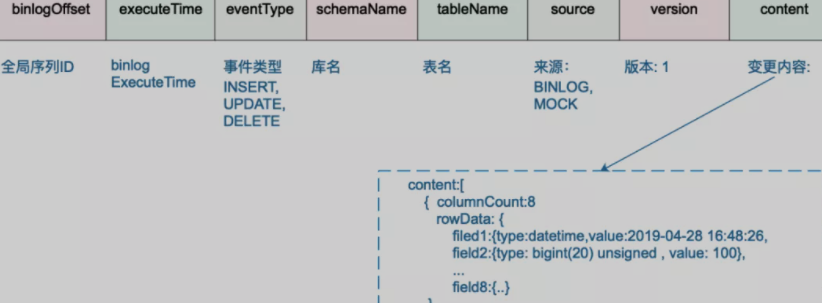 binlogOffset executeTime eventType schemaName tableName source version content
全局序列ID binlog 事件类型 库名 表名 来源: 版本: 1 变更内容:
ExecuteTime INSERT, BINLOG,
UPDATE, MOCK
DELETE
content:[
{ columnCount:8
rowData: {
filed1:{type:datetime,value:2019-04-28 16:48:26,
field2:{type: bigint(20) unsigned , value: 100},
...
field8:{..}